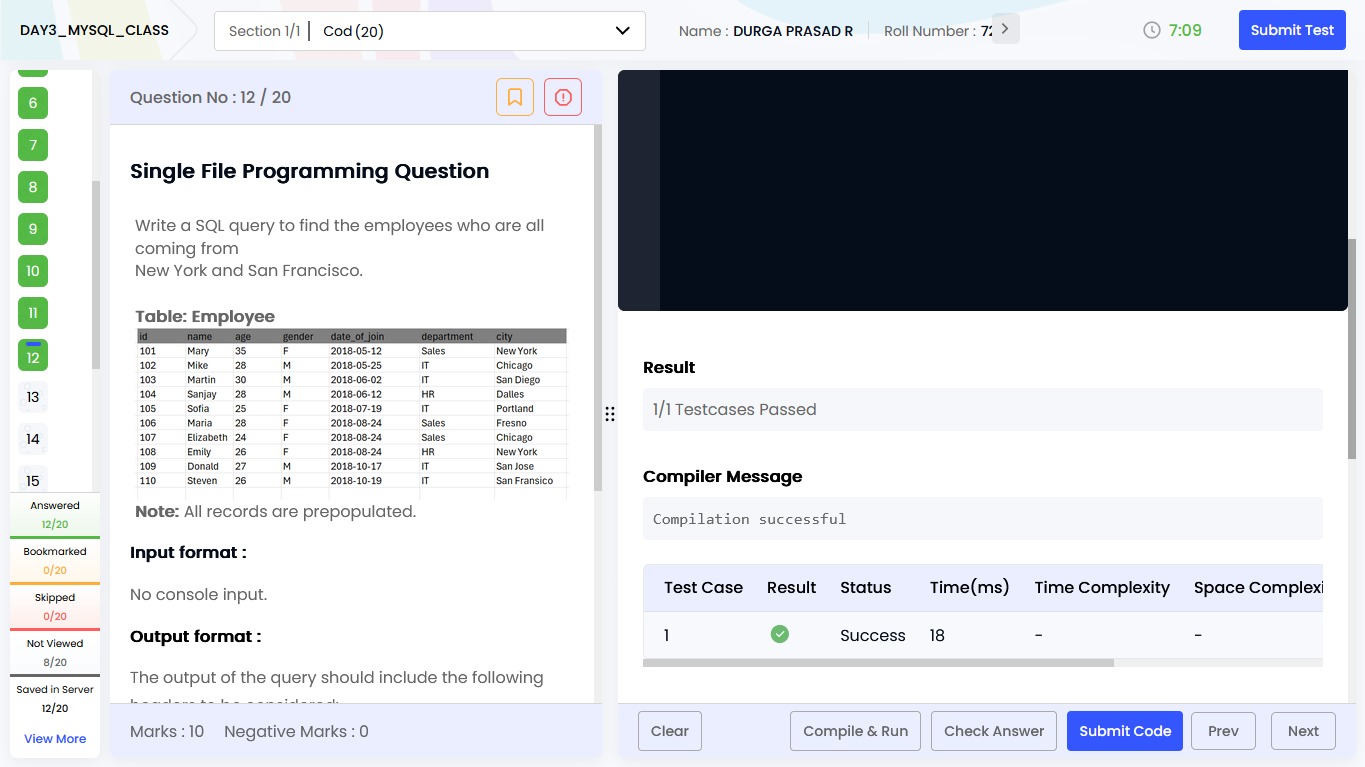 DAY3_MYSQL_CLASS
Section 1/1 | Cod (20)
Name : DURGA PRASAD R
Roll Number :
7:09
Submit Test
6
7
8
9
10
11
12
13
14
15
Answered
12/20
Bookmarked
0/20
Skipped
0/20
Not Viewed
8/20
Saved in Server
12/20
View More
Question No : 12 / 20
Single File Programming Question
Write a SQL query to find the employees who are all
coming from
New York and San Francisco.
Table: Employee
id name age gender date_of_join department city
101 Mary 35 F 2018-05-12 Sales New York
102 Mike 28 M 2018-05-25 IT Chicago
103 Martin 30 M 2018-06-02 IT San Diego
104 Sanjay 28 M 2018-06-12 HR Dalles
105 Sofia 25 F 2018-07-19 IT Portland
106 Maria 28 F 2018-08-24 Sales Fresno
107 Elizabeth 24 F 2018-08-24 Sales Chicago
108 Emily 26 F 2018-08-24 HR New York
109 Donald 27 M 2018-10-17 IT San Jose
110 Steven 26 M 2018-10-19 IT San Fransico
Note: All records are prepopulated.
Input format :
No console input.
Output format :
The output of the query should include the following
headers to be considered:
Marks : 10 Negative Marks : 0
Result
1/1 Testcases Passed
Compiler Message
Compilation successful
Test Case Result Status Time(ms) Time Complexity Space Complexi
1 Success 18 - -
Clear
Compile & Run
Check Answer
Submit Code
Prev
Next